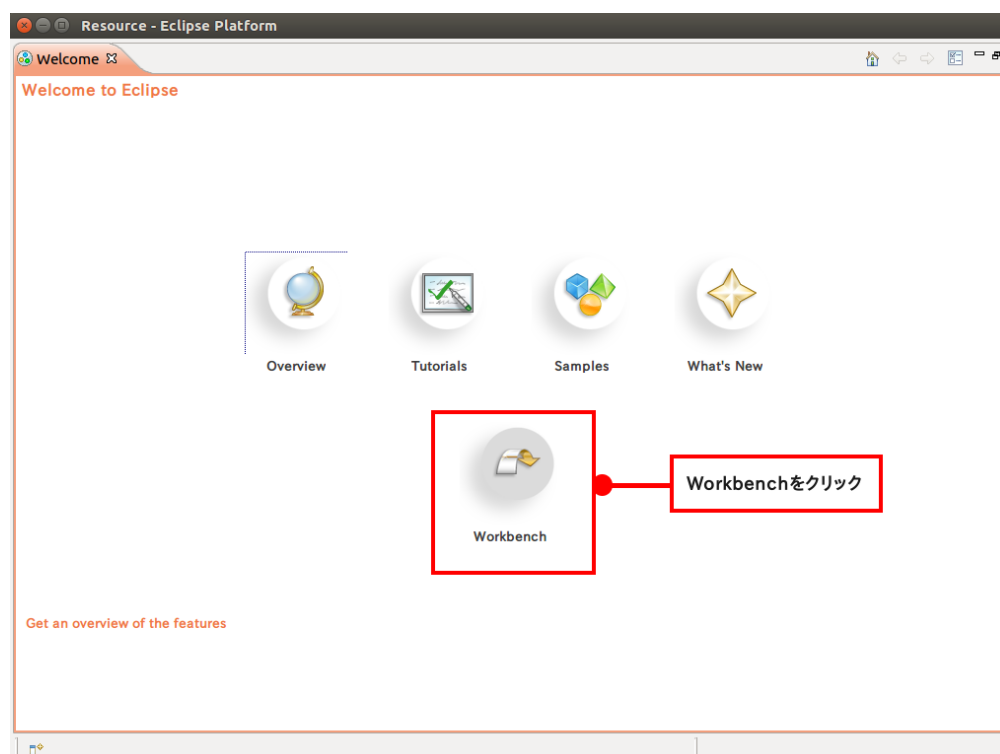 Resource - Eclipse Platform
Welcome
Welcome to Eclipse
Overview
Tutorials
Samples
What's New
Workbench
Workbenchをクリック
Get an overview of the features